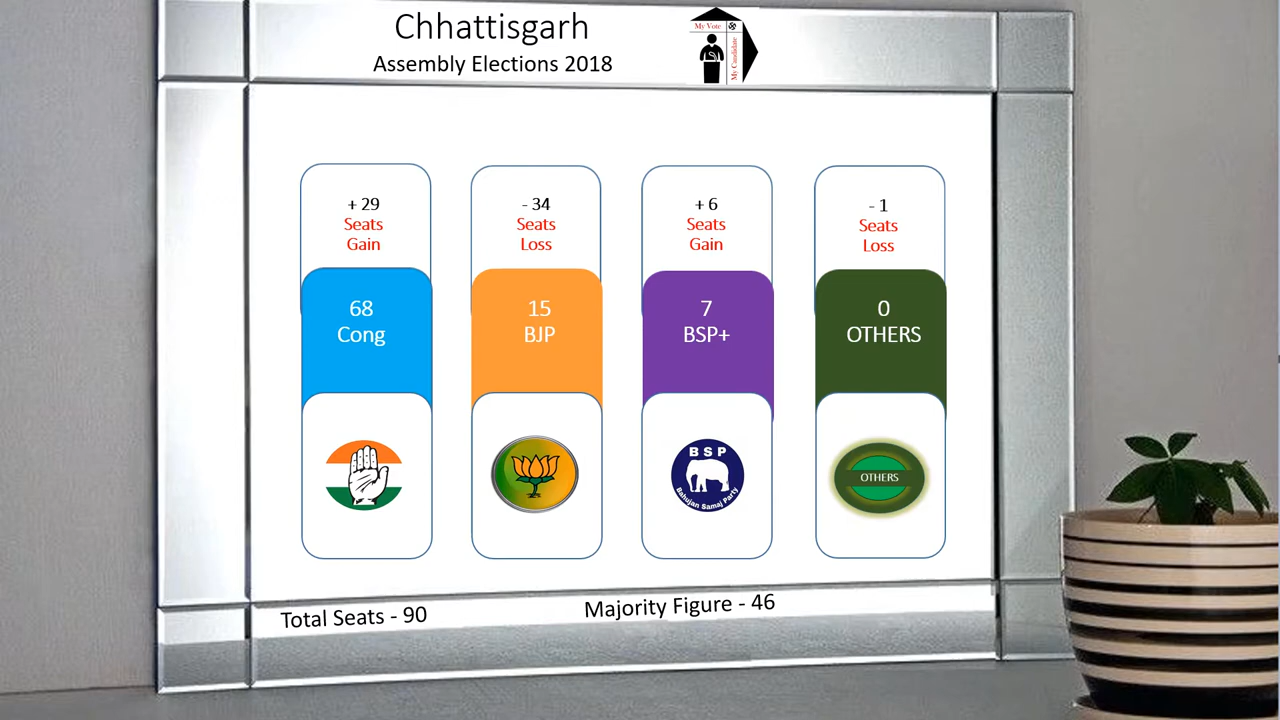 Chhattisgarh
Assembly Elections 2018
My Vote
My Candidate
+ 29
Seats
Gain
- 34
Seats
Loss
+ 6
Seats
Gain
- 1
Seats
Loss
68
Cong
15
BJP
7
BSP+
0
OTHERS
BSP
Bahujan Samaj Party
OTHERS
Total Seats - 90
Majority Figure - 46